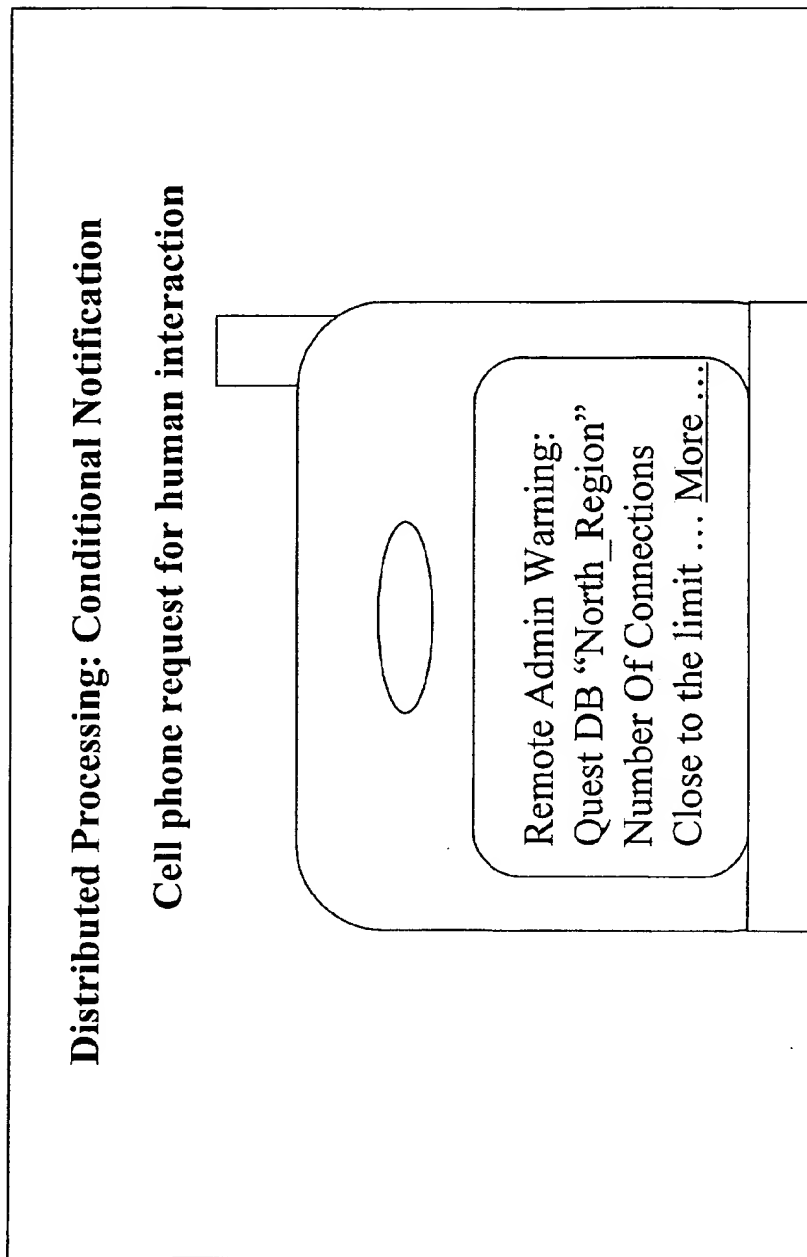 Distributed Processing: Conditional Notification
Cell phone request for human interaction
Remote Admin Warning:
Quest DB “North_Region”
Number Of Connections
Close to the limit … More …